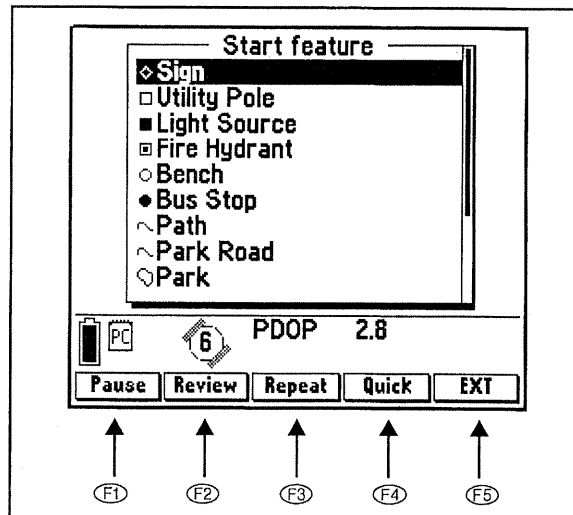 Start feature
Sign
Utility Pole
Light Source
Fire Hydrant
Bench
Bus Stop
Path
Park Road
Park
PC
6
PDOP 2.8
Pause Review Repeat Quick EXT
F1 F2 F3 F4 F5